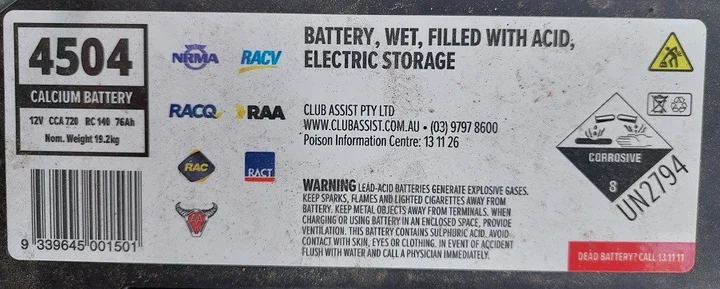 4504
CALCIUM BATTERY
12V CCA 720 RC 140 76Ah
Nom. Weight 19.2kg
9 339645 001501
NRMA
RACV
RACQ
RAA
RAC
RACT
BATTERY, WET, FILLED WITH ACID,
ELECTRIC STORAGE
CLUB ASSIST PTY LTD
WWW.CLUBASSIST.COM.AU • (03) 9797 8600
Poison Information Centre: 13 11 26
WARNING LEAD-ACID BATTERIES GENERATE EXPLOSIVE GASES.
KEEP SPARKS, FLAMES AND LIGHTED CIGARETTES AWAY FROM
BATTERY. KEEP METAL OBJECTS AWAY FROM TERMINALS. WHEN
CHARGING OR USING BATTERY IN AN ENCLOSED SPACE, PROVIDE
VENTILATION. THIS BATTERY CONTAINS SULPHURIC ACID. AVOID
CONTACT WITH SKIN, EYES OR CLOTHING. IN EVENT OF ACCIDENT
FLUSH WITH WATER AND CALL A PHYSICIAN IMMEDIATELY.
CORROSIVE
8
UN2794
DEAD BATTERY? CALL 13 11 11